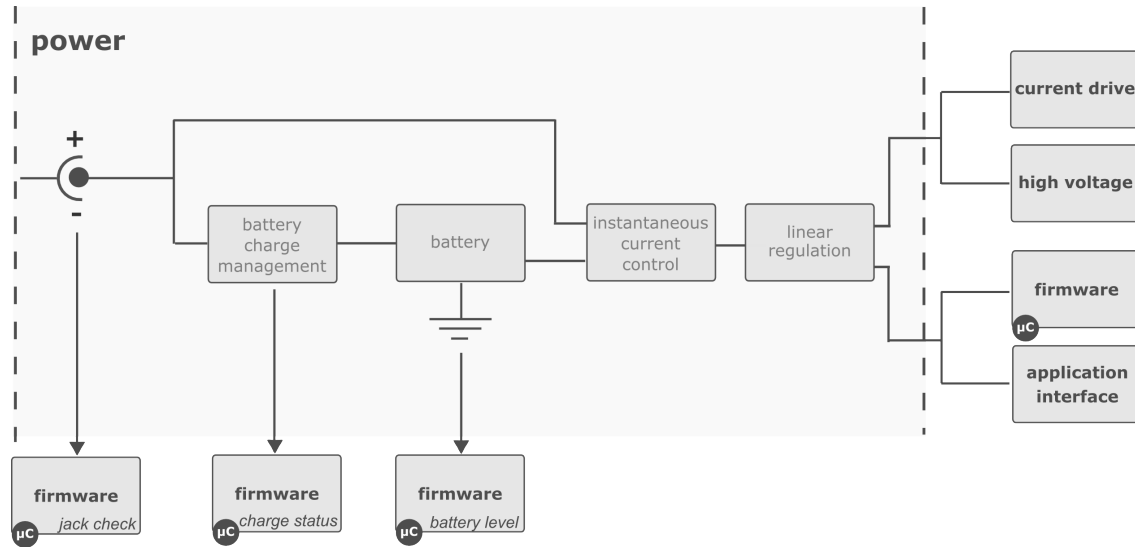 power
+
-
battery
charge
management
battery
instantaneous
current
control
linear
regulation
current drive
high voltage
firmware
µC
application
interface
firmware
jack check
µC
firmware
charge status
µC
firmware
battery level
µC